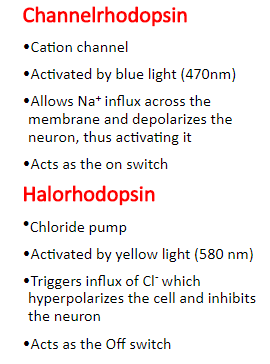 Channelrhodopsin
•Cation channel
•Activated by blue light (470nm)
•Allows Na⁺ influx across the
membrane and depolarizes the
neuron, thus activating it
•Acts as the on switch
Halorhodopsin
•Chloride pump
•Activated by yellow light (580 nm)
•Triggers influx of Cl⁻ which
hyperpolarizes the cell and inhibits
the neuron
•Acts as the Off switch